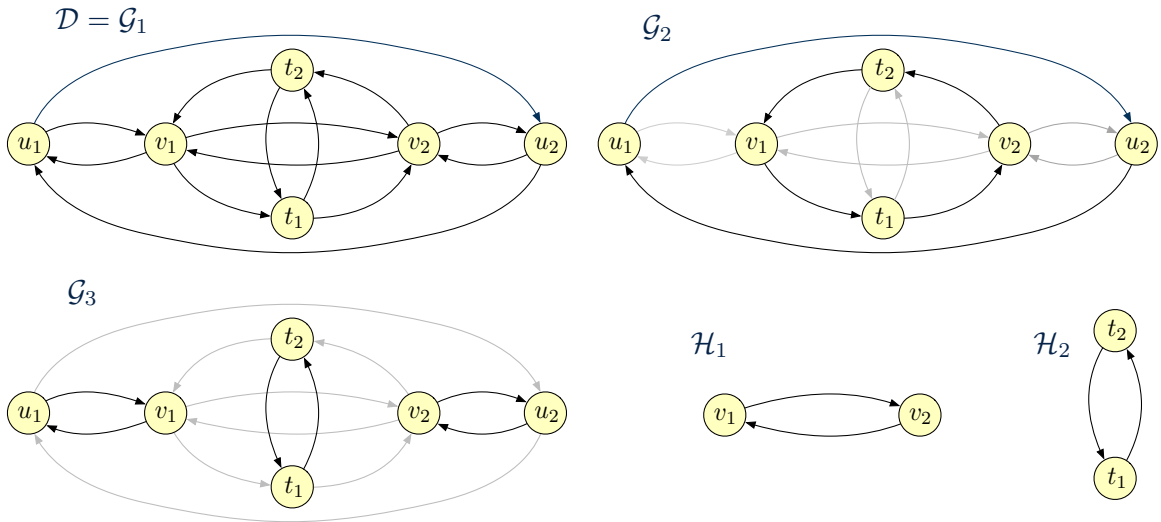 𝒟 = 𝒢₁
𝒢₂
t₂
t₂
u₁ v₁ v₂ u₂
u₁ v₁ v₂ u₂
t₁
t₁
𝒢₃
t₂
ℋ₁
ℋ₂
t₂
u₁ v₁ v₂ u₂
v₁ v₂
t₁
t₁